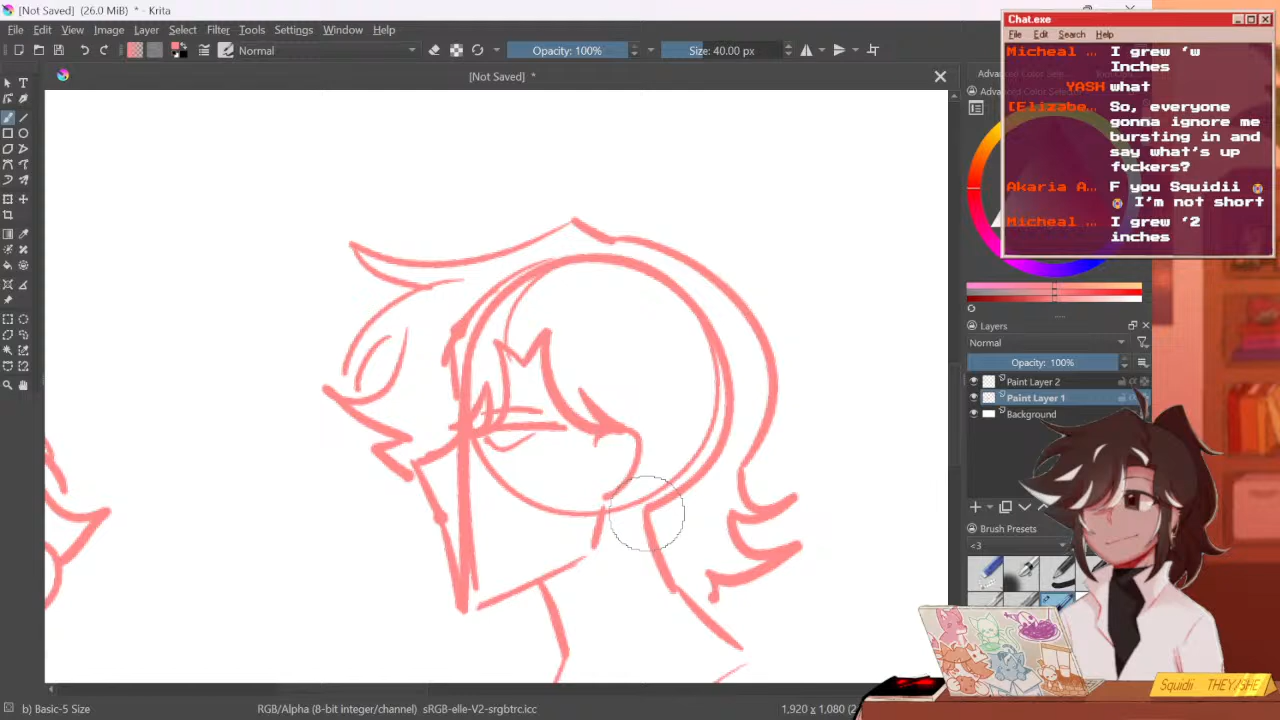 [Not Saved] (26.0 MiB) * - Krita
File Edit View Image Layer Select Filter Tools Settings Window Help
Normal Opacity: 100% Size: 40.00 px
[Not Saved] *
Chat.exe
File Edit Search Help
Micheal ... I grew 'w
Inches
YASH what
[Elizabe... So, everyone
gonna ignore me
bursting in and
say what's up
fvckers?
Akaria A... F you Squidii
I'm not short
Micheal ... I grew '2
inches
Layers
Normal
Opacity: 100%
Paint Layer 2
Paint Layer 1
Background
Brush Presets
<3
Squidii THEY/SHE
b) Basic-5 Size RGB/Alpha (8-bit integer/channel) sRGB-elle-V2-srgbtrc.icc 1,920 x 1,080 (2